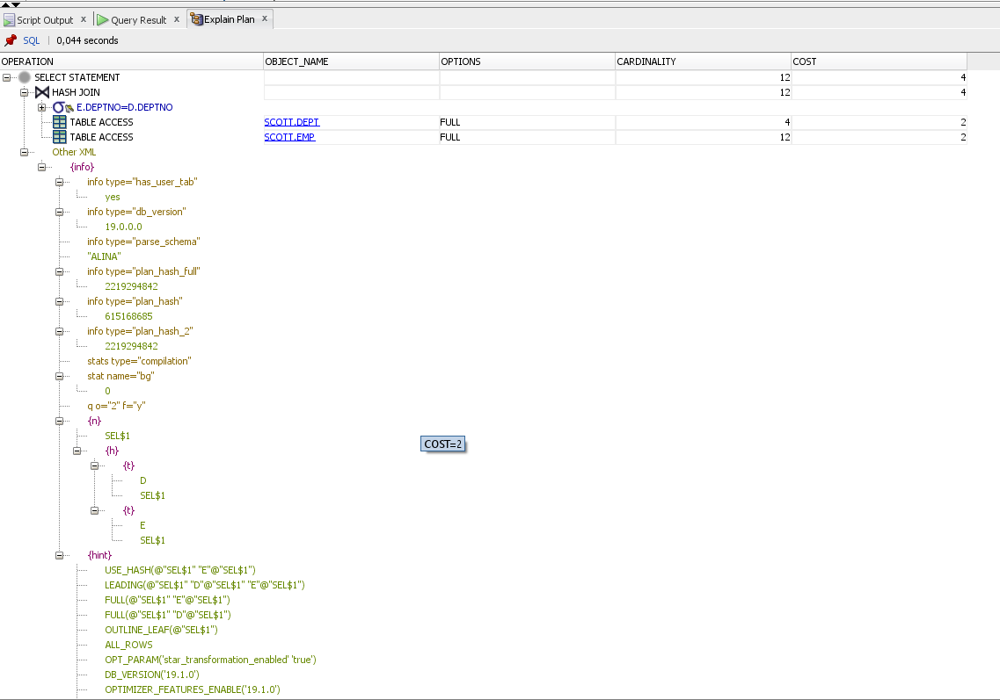 Script Output x Query Result x Explain Plan x
SQL | 0,044 seconds
OPERATION OBJECT_NAME OPTIONS CARDINALITY COST
SELECT STATEMENT 12 4
HASH JOIN 12 4
E.DEPTNO=D.DEPTNO
TABLE ACCESS SCOTT.DEPT FULL 4 2
TABLE ACCESS SCOTT.EMP FULL 12 2
Other XML
{info}
info type="has_user_tab"
yes
info type="db_version"
19.0.0.0
info type="parse_schema"
"ALINA"
info type="plan_hash_full"
2219294842
info type="plan_hash"
615168685
info type="plan_hash_2"
2219294842
stats type="compilation"
stat name="bg"
0
q o="2" f="y"
{n}
SEL$1
COST=2
{h}
{t}
D
SEL$1
{t}
E
SEL$1
{hint}
USE_HASH(@"SEL$1" "E"@"SEL$1")
LEADING(@"SEL$1" "D"@"SEL$1" "E"@"SEL$1")
FULL(@"SEL$1" "E"@"SEL$1")
FULL(@"SEL$1" "D"@"SEL$1")
OUTLINE_LEAF(@"SEL$1")
ALL_ROWS
OPT_PARAM('star_transformation_enabled' 'true')
DB_VERSION('19.1.0')
OPTIMIZER_FEATURES_ENABLE('19.1.0')